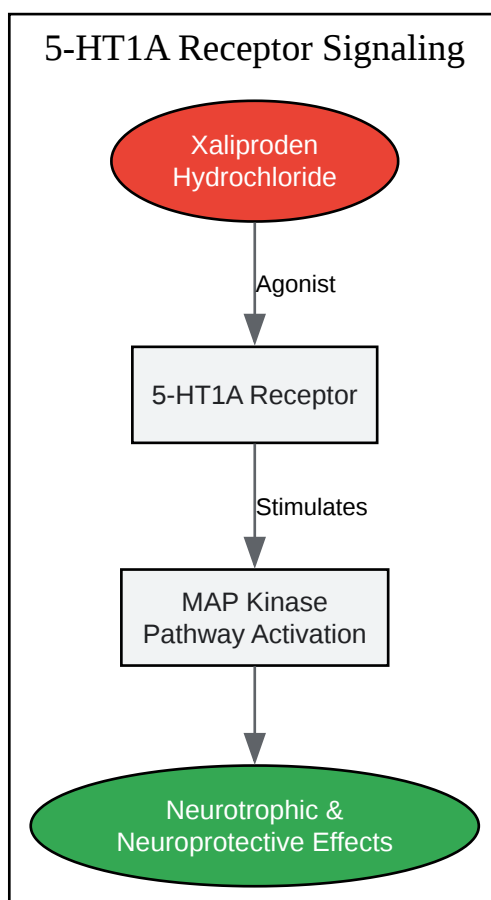 5-HT1A Receptor Signaling
Xaliproden
Hydrochloride
Agonist
5-HT1A Receptor
Stimulates
MAP Kinase
Pathway Activation
Neurotrophic &
Neuroprotective Effects